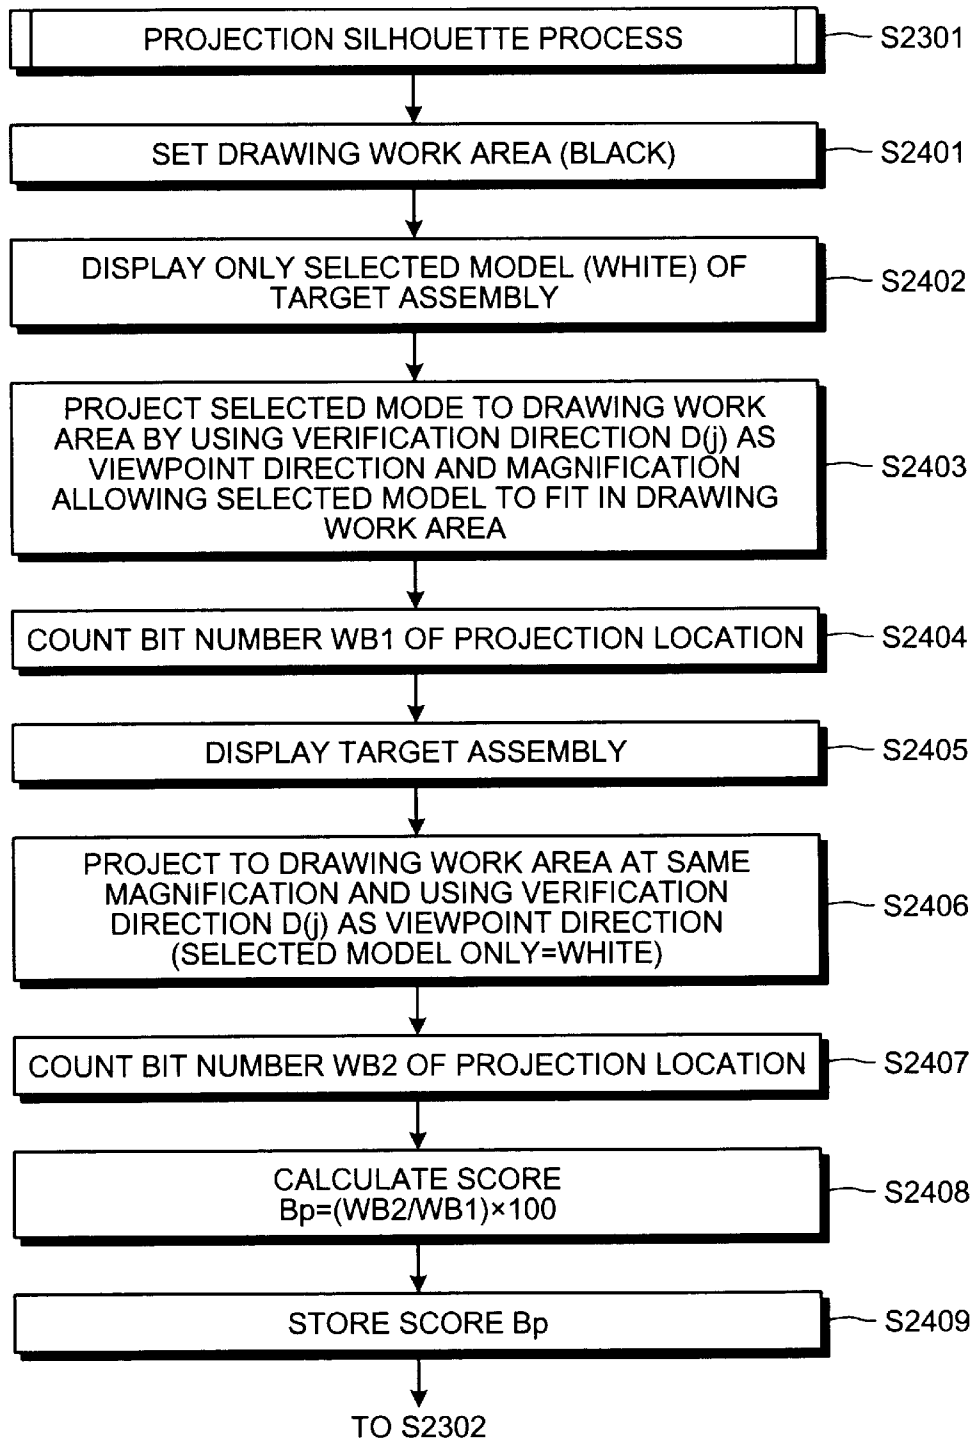 PROJECTION SILHOUETTE PROCESS
S2301
SET DRAWING WORK AREA (BLACK)
S2401
DISPLAY ONLY SELECTED MODEL (WHITE) OF
TARGET ASSEMBLY
S2402
PROJECT SELECTED MODE TO DRAWING WORK
AREA BY USING VERIFICATION DIRECTION D(j) AS
VIEWPOINT DIRECTION AND MAGNIFICATION
ALLOWING SELECTED MODEL TO FIT IN DRAWING
WORK AREA
S2403
COUNT BIT NUMBER WB1 OF PROJECTION LOCATION
S2404
DISPLAY TARGET ASSEMBLY
S2405
PROJECT TO DRAWING WORK AREA AT SAME
MAGNIFICATION AND USING VERIFICATION
DIRECTION D(j) AS VIEWPOINT DIRECTION
(SELECTED MODEL ONLY=WHITE)
S2406
COUNT BIT NUMBER WB2 OF PROJECTION LOCATION
S2407
CALCULATE SCORE
Bp=(WB2/WB1)×100
S2408
STORE SCORE Bp
S2409
TO S2302